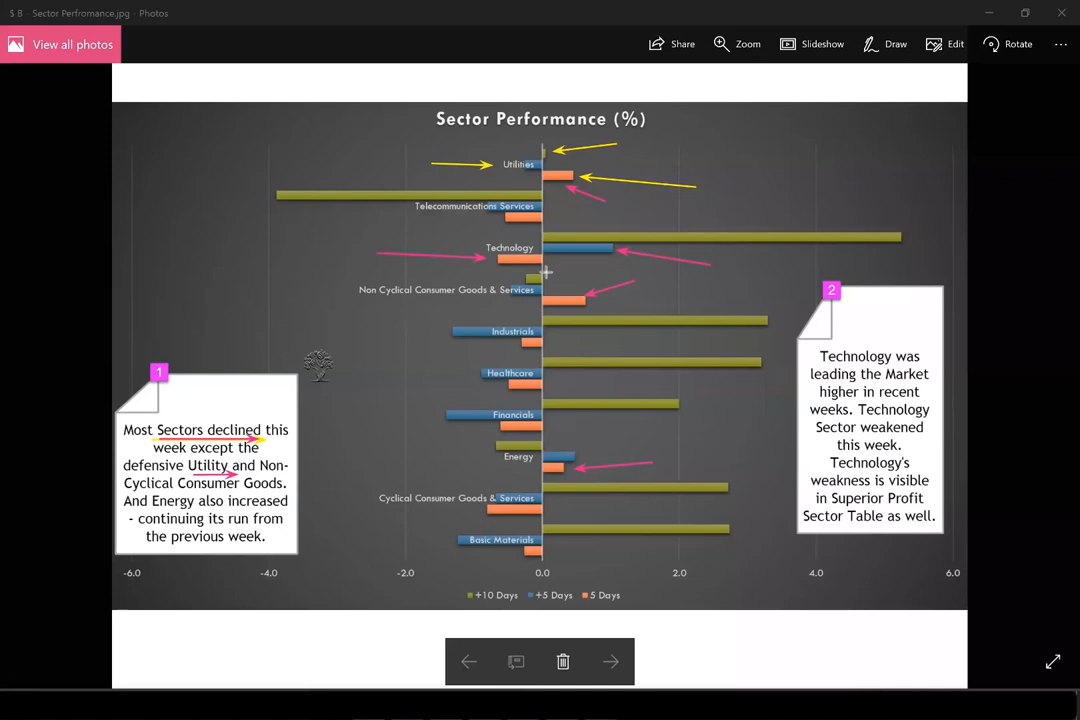 $ B - Sector Perfromance.jpg - Photos
View all photos
Share
Zoom
Slideshow
Draw
Edit
Rotate
Sector Performance (%)
Utilities
Telecommunications Services
Technology
Non Cyclical Consumer Goods & Services
Industrials
Healthcare
Financials
Energy
Cyclical Consumer Goods & Services
Basic Materials
-6.0 -4.0 -2.0 0.0 2.0 4.0 6.0
+10 Days +5 Days 5 Days
1
Most Sectors declined this
week except the
defensive Utility and Non-
Cyclical Consumer Goods.
And Energy also increased
- continuing its run from
the previous week.
2
Technology was
leading the Market
higher in recent
weeks. Technology
Sector weakened
this week.
Technology's
weakness is visible
in Superior Profit
Sector Table as well.